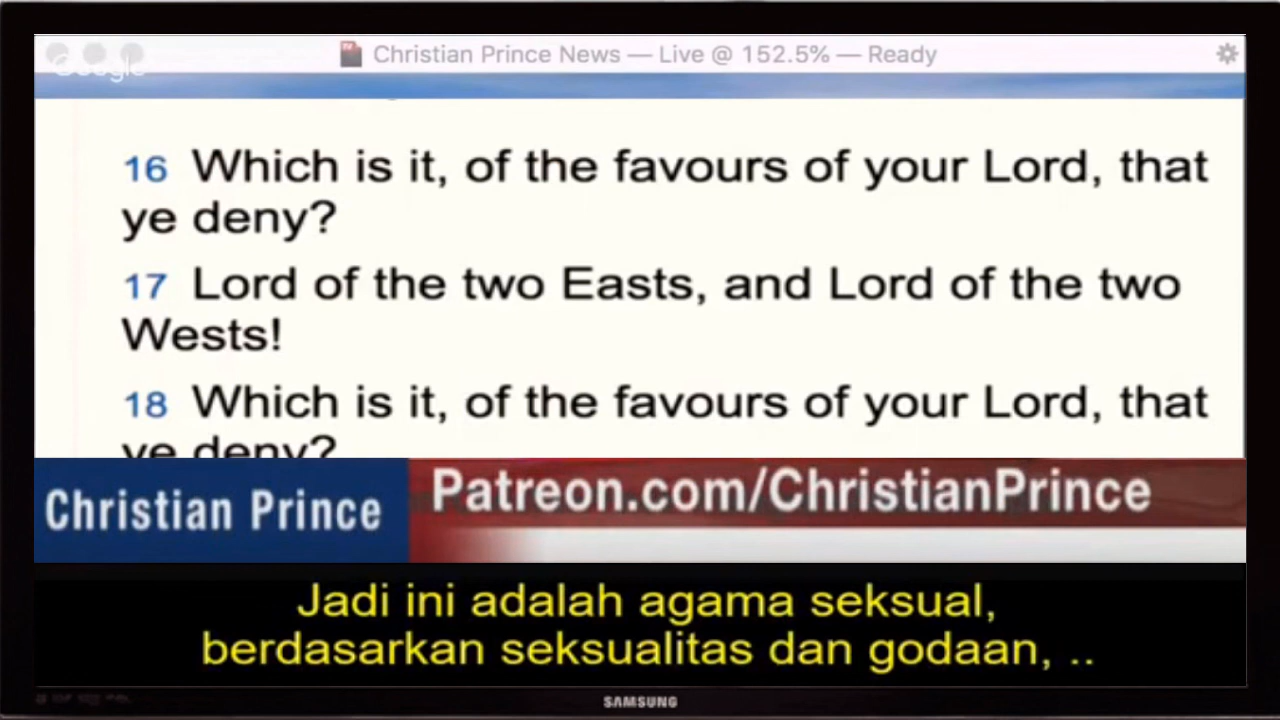 Christian Prince News — Live @ 152.5% — Ready
Google
16 Which is it, of the favours of your Lord, that
ye deny?
17 Lord of the two Easts, and Lord of the two
Wests!
18 Which is it, of the favours of your Lord, that
ye deny?
Christian Prince
Patreon.com/ChristianPrince
Jadi ini adalah agama seksual,
berdasarkan seksualitas dan godaan, ..
SAMSUNG